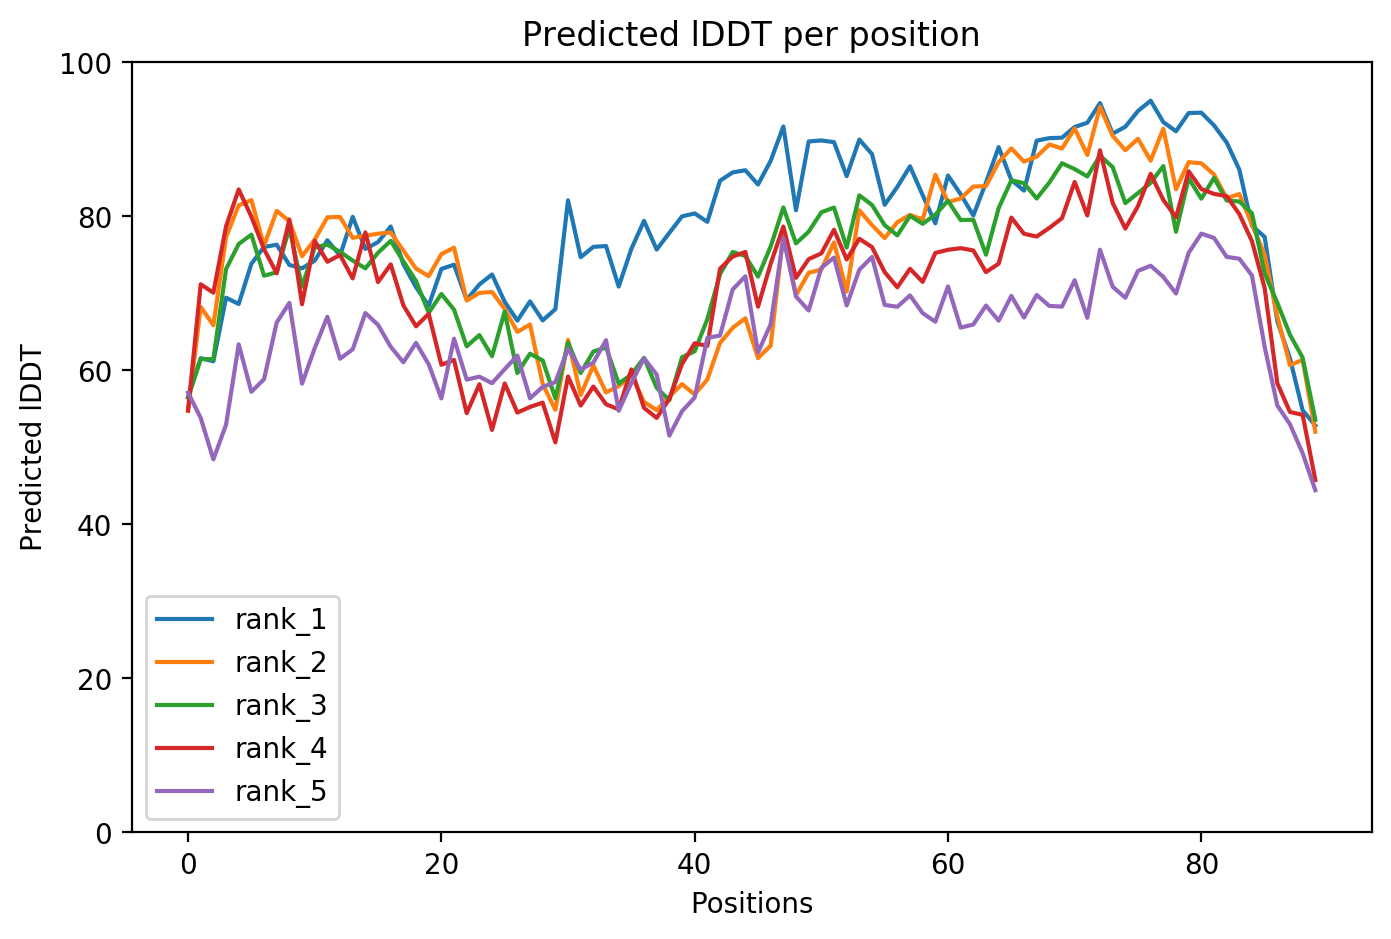 Predicted lDDT per position
100
80
60
40
20
0
Predicted lDDT
rank_1
rank_2
rank_3
rank_4
rank_5
0 20 40 60 80
Positions